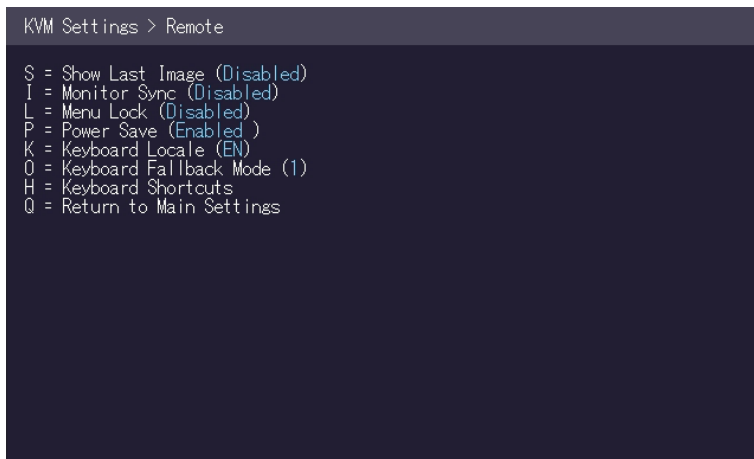 KVM Settings > Remote
S = Show Last Image (Disabled)
I = Monitor Sync (Disabled)
L = Menu Lock (Disabled)
P = Power Save (Enabled )
K = Keyboard Locale (EN)
O = Keyboard Fallback Mode (1)
H = Keyboard Shortcuts
Q = Return to Main Settings